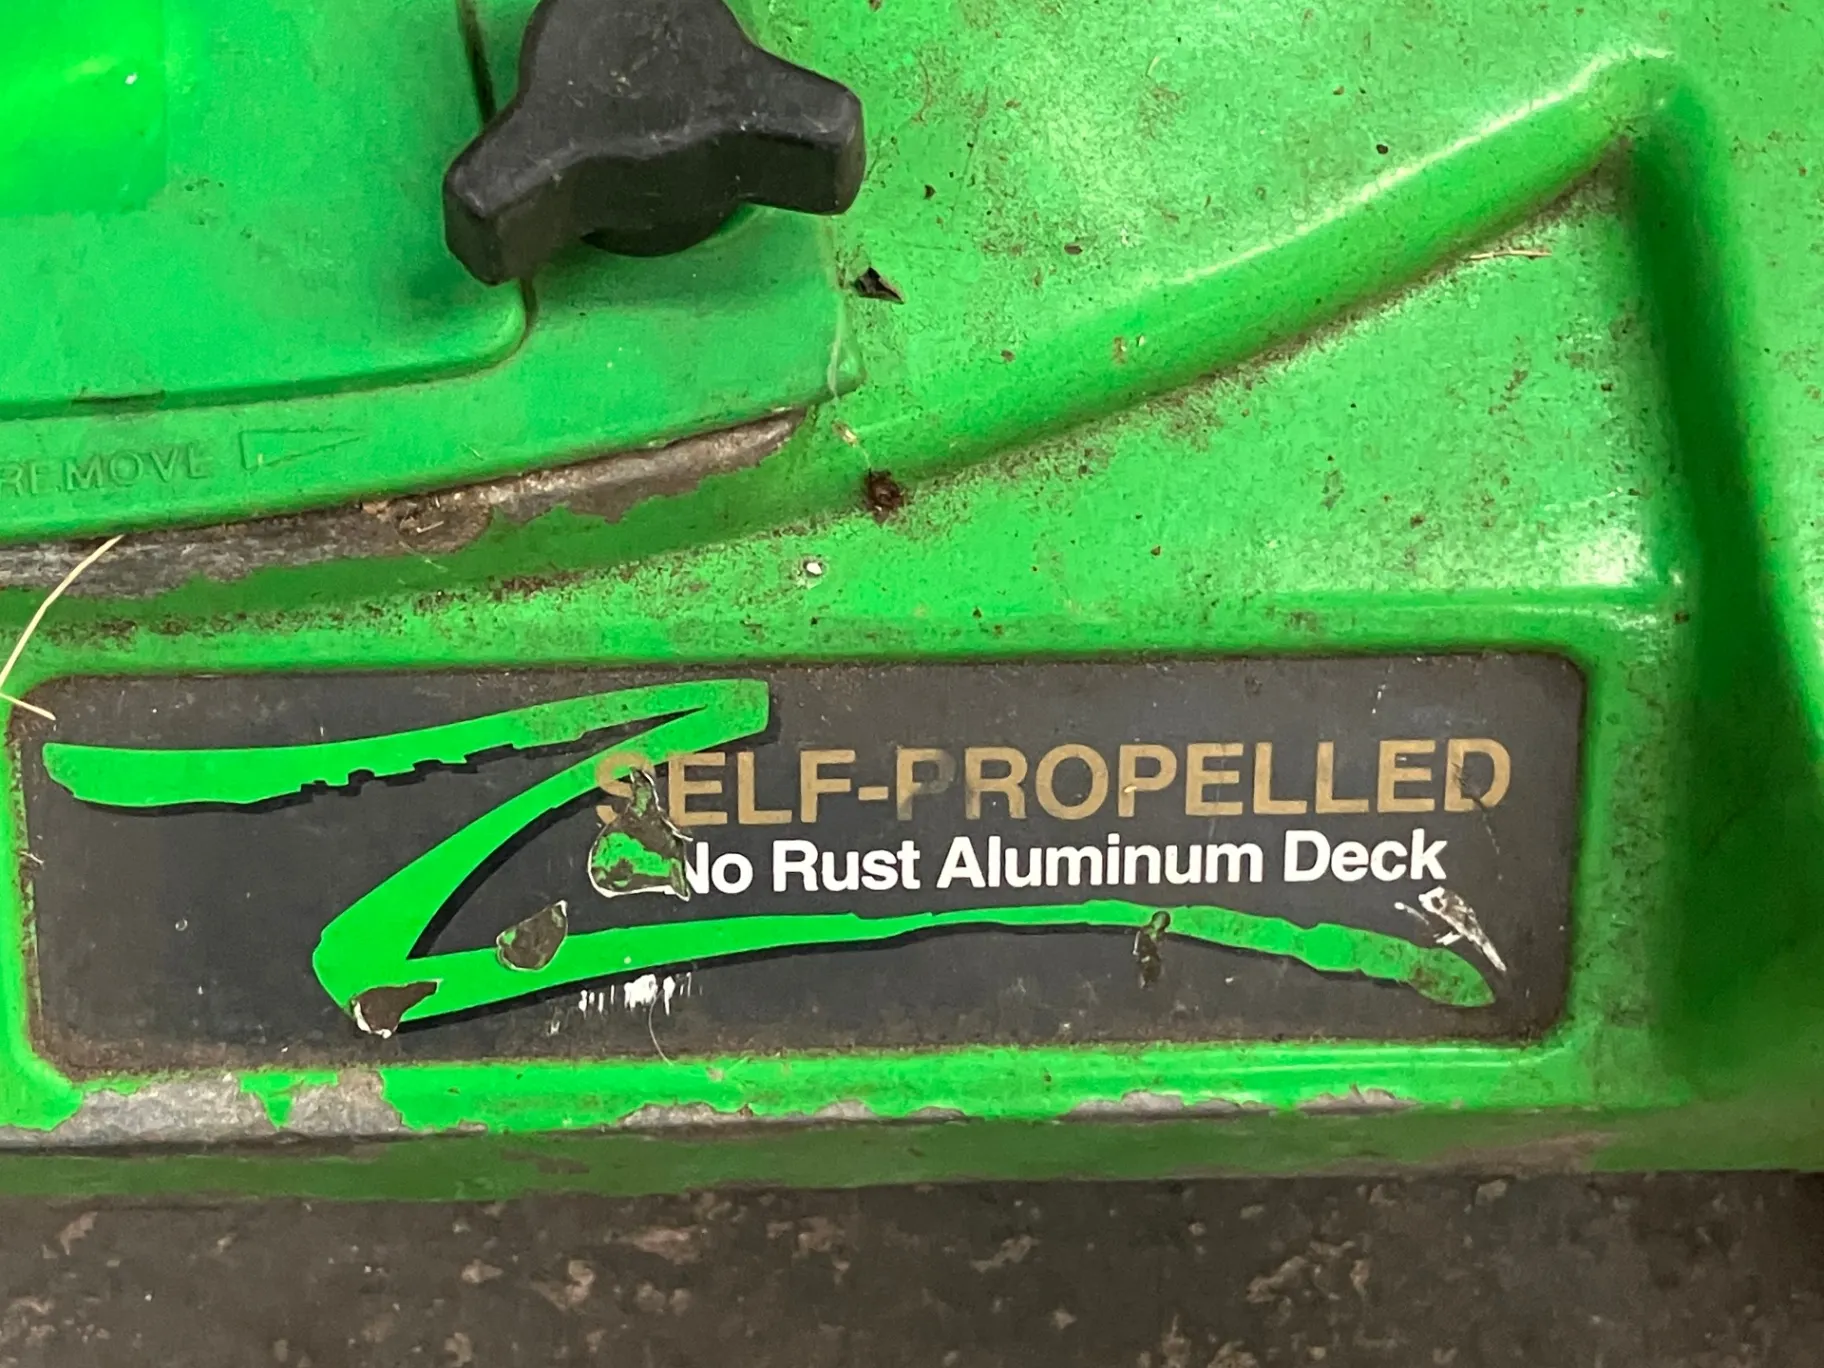 REMOVE
Z
SELF-PROPELLED
No Rust Aluminum Deck